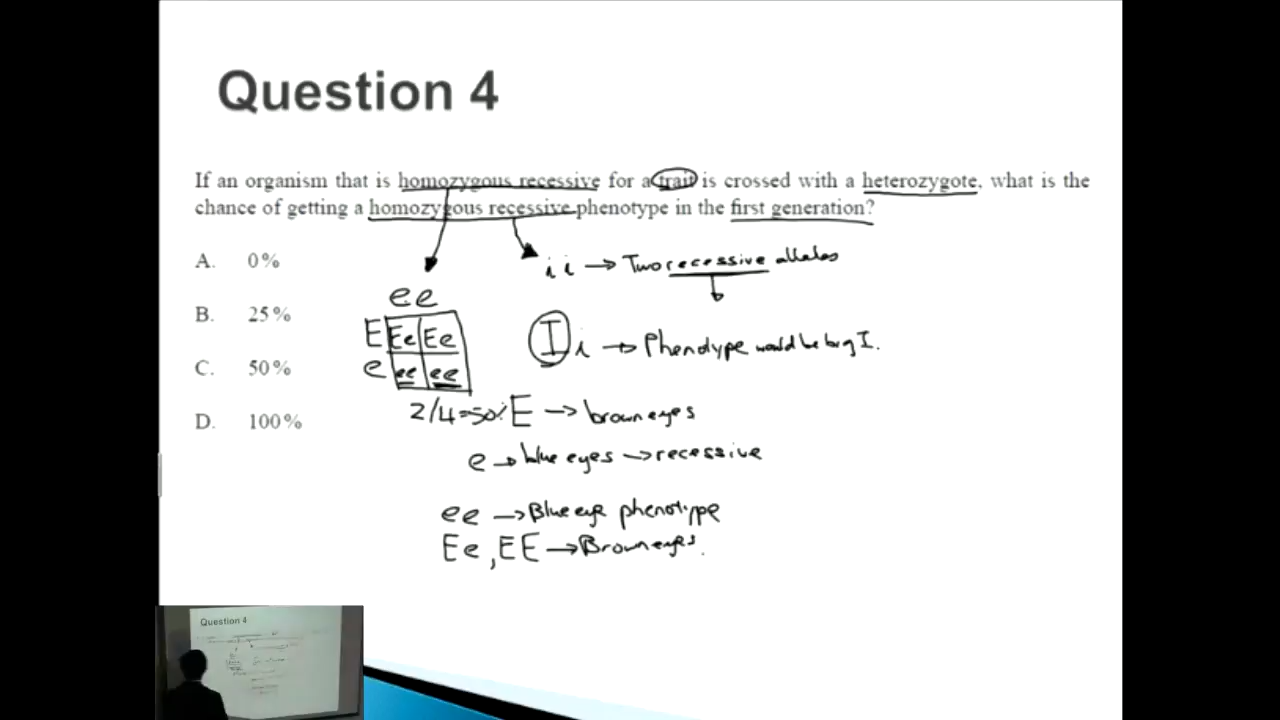 Question 4
If an organism that is homozygous recessive for a trait is crossed with a heterozygote, what is the
chance of getting a homozygous recessive phenotype in the first generation?
A. 0%
B. 25%
C. 50%
D. 100%
i i → Two recessive alleles
e e
E Ee Ee
e ee ee
I i → Phenotype would be big I.
2/4=50%
E → brown eyes
e → blue eyes → recessive
ee → Blue eye phenotype
Ee, EE → Brown eyes.
Question 4